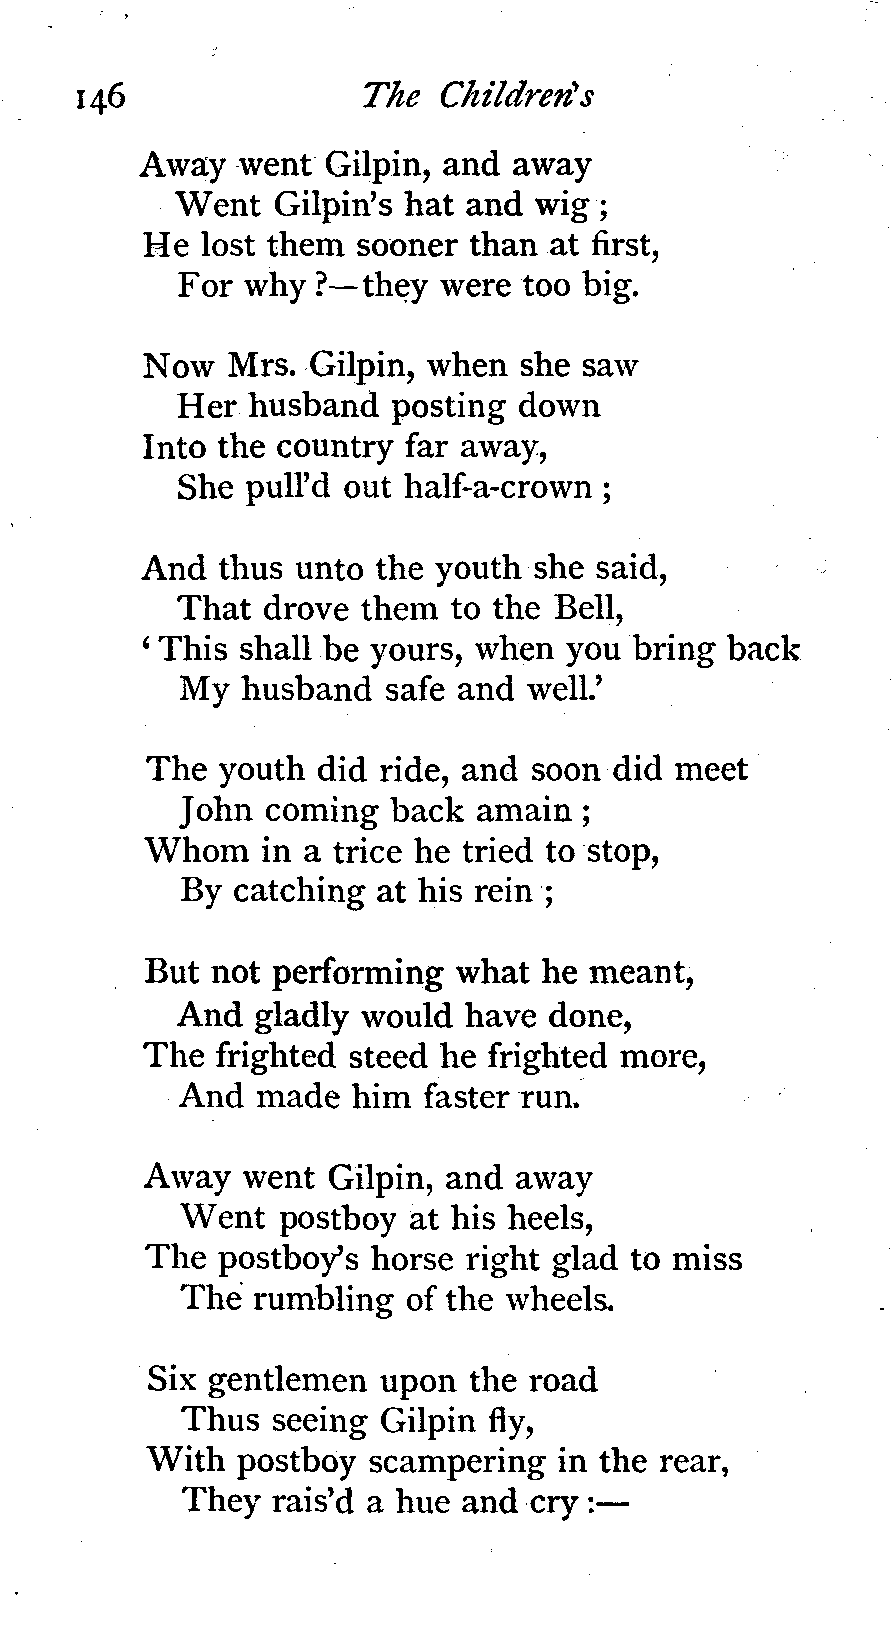 146 The Children's
Away went Gilpin, and away
Went Gilpin's hat and wig ;
He lost them sooner than at first,
For why ?—they were too big.
Now Mrs. Gilpin, when she saw
Her husband posting down
Into the country far away,
She pull'd out half-a-crown ;
And thus unto the youth she said,
That drove them to the Bell,
‘ This shall be yours, when you bring back
My husband safe and well.’
The youth did ride, and soon did meet
John coming back amain ;
Whom in a trice he tried to stop,
By catching at his rein ;
But not performing what he meant,
And gladly would have done,
The frighted steed he frighted more,
And made him faster run.
Away went Gilpin, and away
Went postboy at his heels,
The postboy's horse right glad to miss
The rumbling of the wheels.
Six gentlemen upon the road
Thus seeing Gilpin fly,
With postboy scampering in the rear,
They rais'd a hue and cry :—